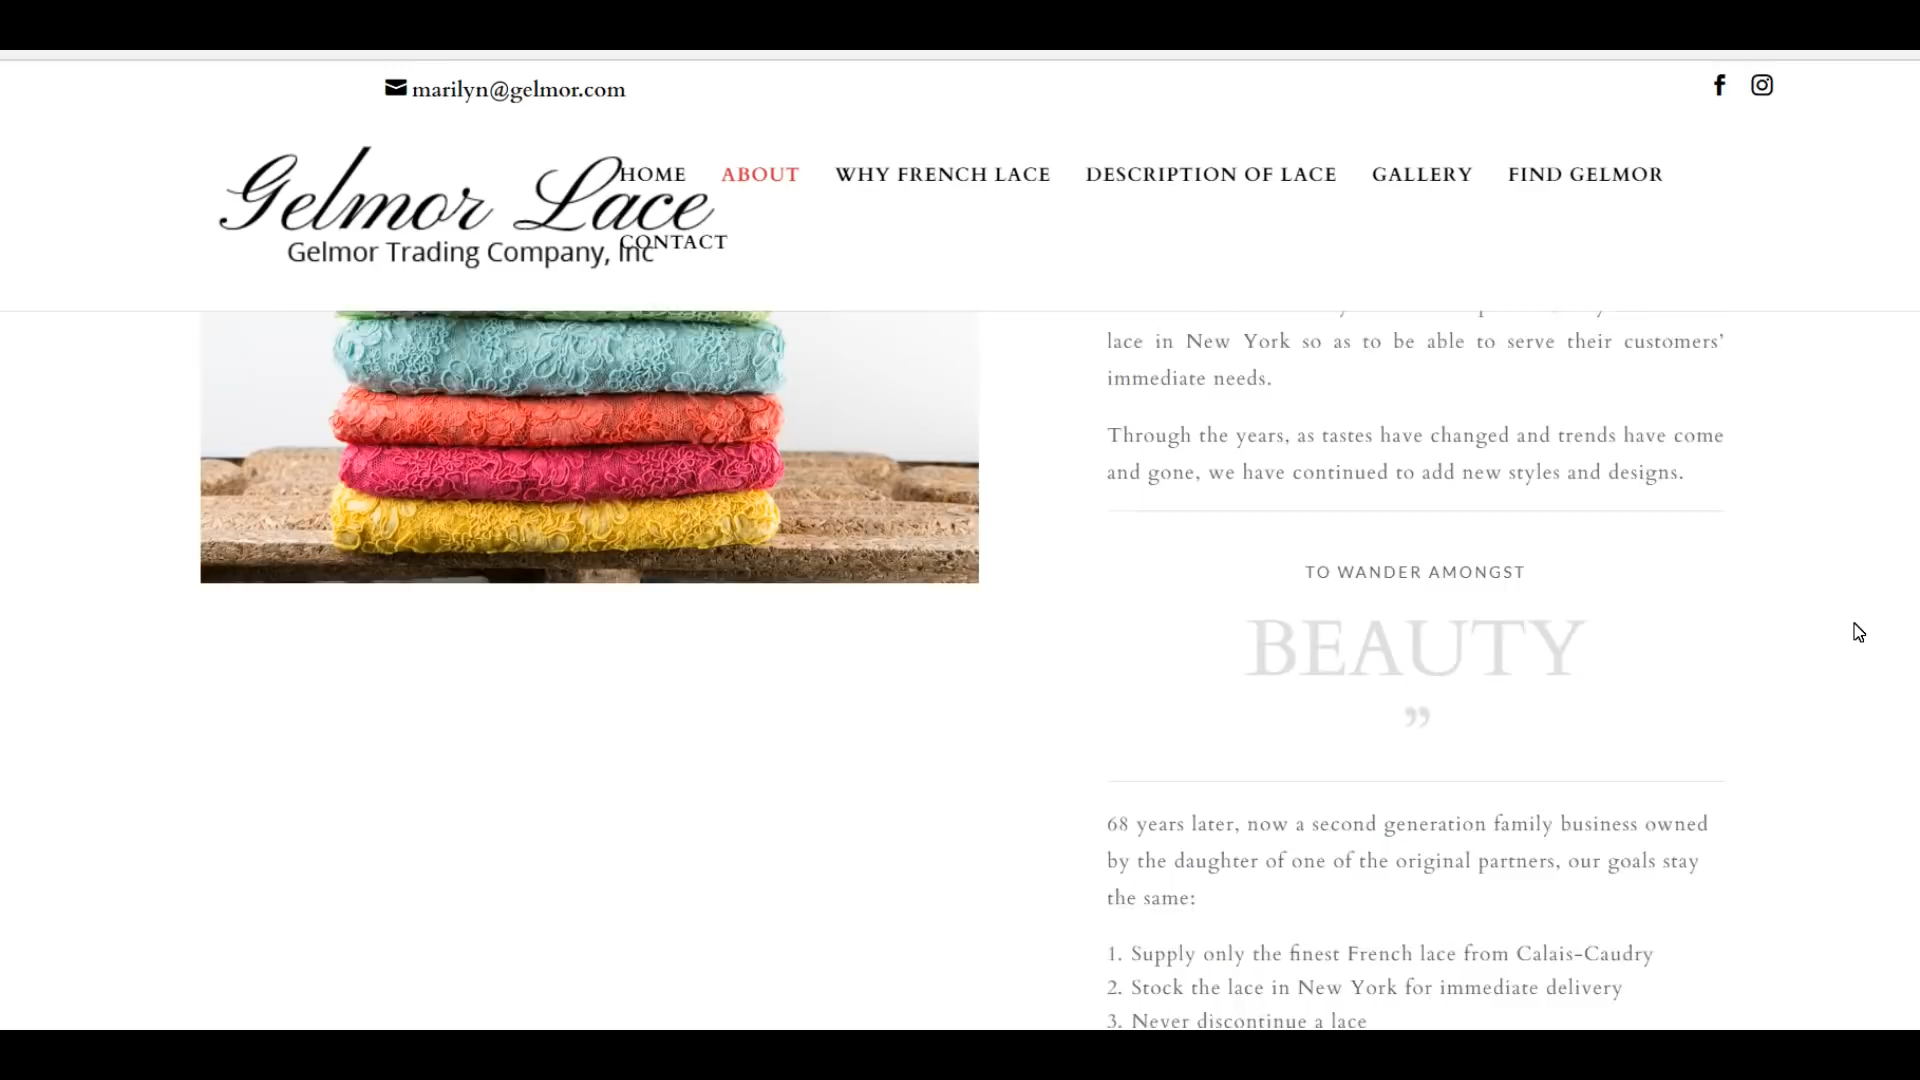 marilyn@gelmor.com
Gelmor Lace
Gelmor Trading Company, Inc
HOME ABOUT WHY FRENCH LACE DESCRIPTION OF LACE GALLERY FIND GELMOR
CONTACT
lace in New York so as to be able to serve their customers’
immediate needs.
Through the years, as tastes have changed and trends have come
and gone, we have continued to add new styles and designs.
TO WANDER AMONGST
BEAUTY
”
68 years later, now a second generation family business owned
by the daughter of one of the original partners, our goals stay
the same:
1. Supply only the finest French lace from Calais-Caudry
2. Stock the lace in New York for immediate delivery
3. Never discontinue a lace